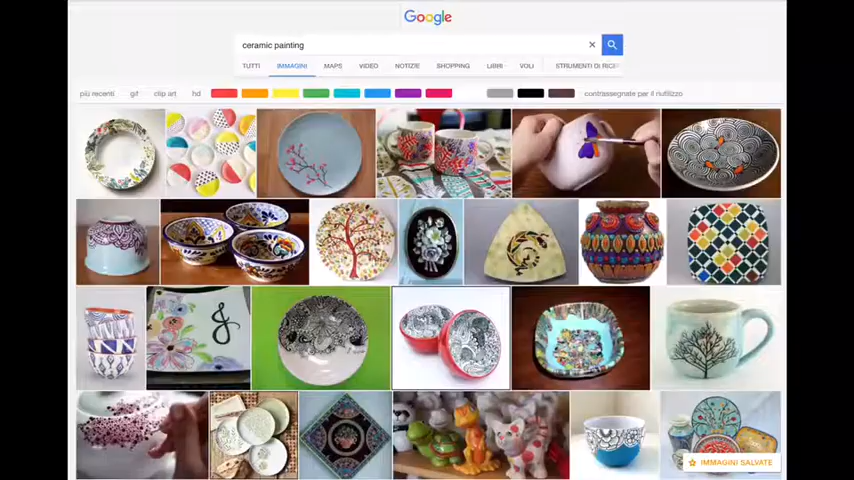 Google
ceramic painting
TUTTI IMMAGINI MAPS VIDEO NOTIZIE SHOPPING LIBRI VOLI STRUMENTI DI
più recenti gif clip art hd contrassegnate per il riutilizzo
IMMAGINI SALVATE